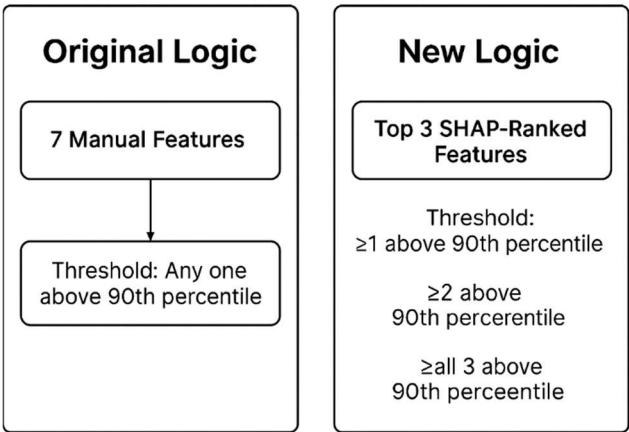 Original Logic
7 Manual Features
Threshold: Any one
above 90th percentile
New Logic
Top 3 SHAP-Ranked
Features
Threshold:
≥1 above 90th percentile
≥2 above
90th percerentile
≥all 3 above
90th perceentile